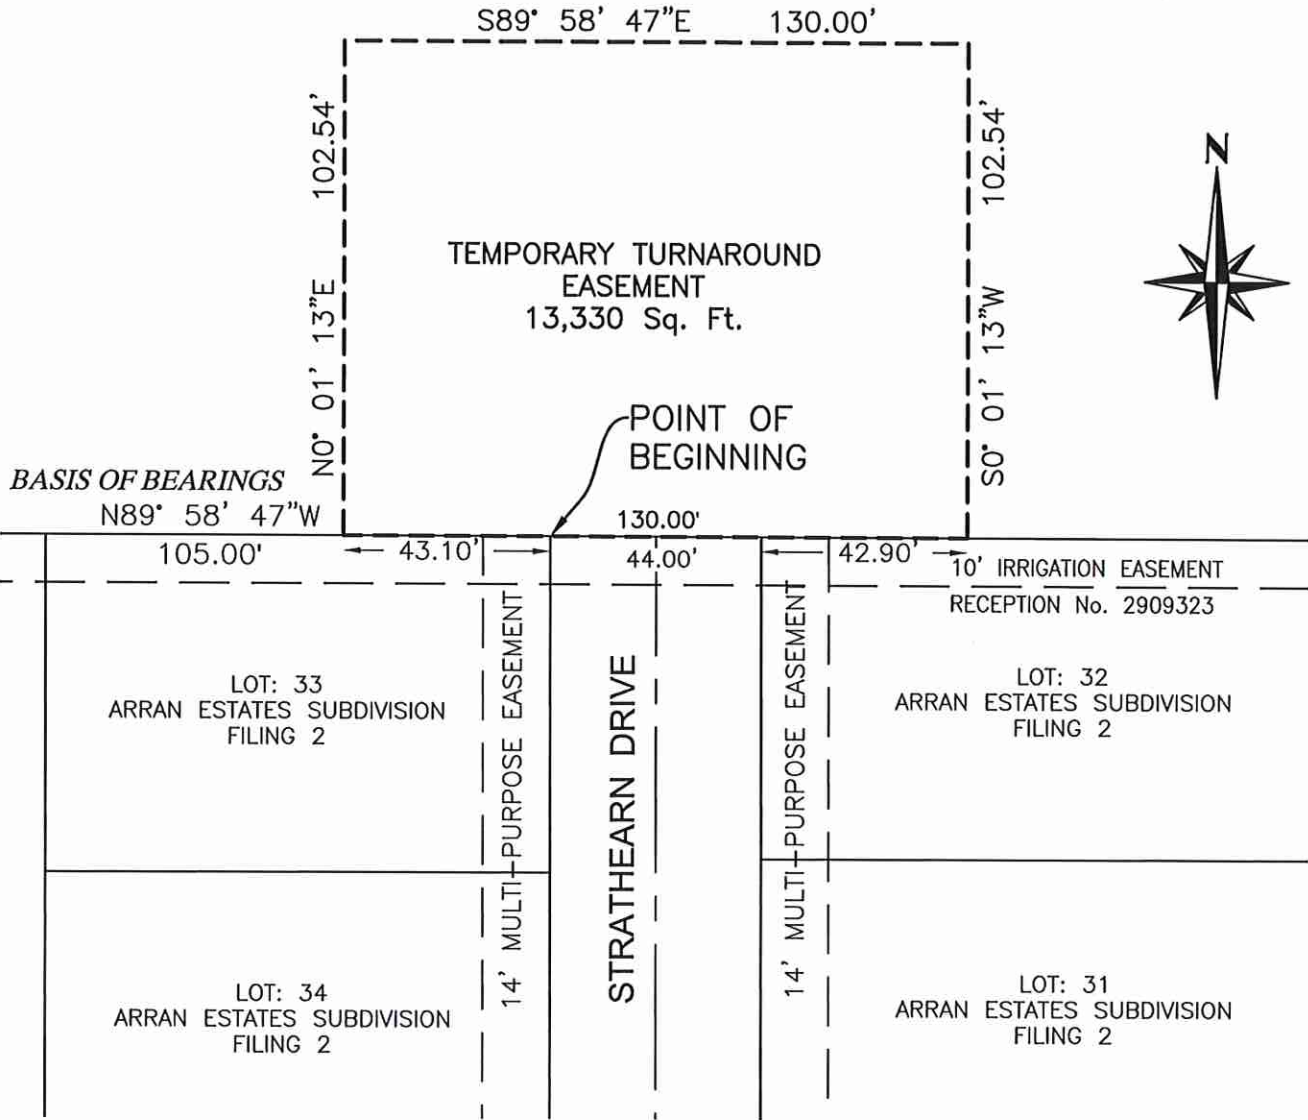 S89° 58' 47"E 130.00'
102.54'
N0° 01' 13"E
102.54'
S0° 01' 13"W
N
TEMPORARY TURNAROUND
EASEMENT
13,330 Sq. Ft.
POINT OF
BEGINNING
BASIS OF BEARINGS
N89° 58' 47"W
130.00'
105.00'
43.10'
44.00'
42.90'
10' IRRIGATION EASEMENT
RECEPTION No. 2909323
LOT: 33
ARRAN ESTATES SUBDIVISION
FILING 2
14' MULTI-PURPOSE EASEMENT
STRATHEARN DRIVE
14' MULTI-PURPOSE EASEMENT
LOT: 32
ARRAN ESTATES SUBDIVISION
FILING 2
LOT: 34
ARRAN ESTATES SUBDIVISION
FILING 2
LOT: 31
ARRAN ESTATES SUBDIVISION
FILING 2